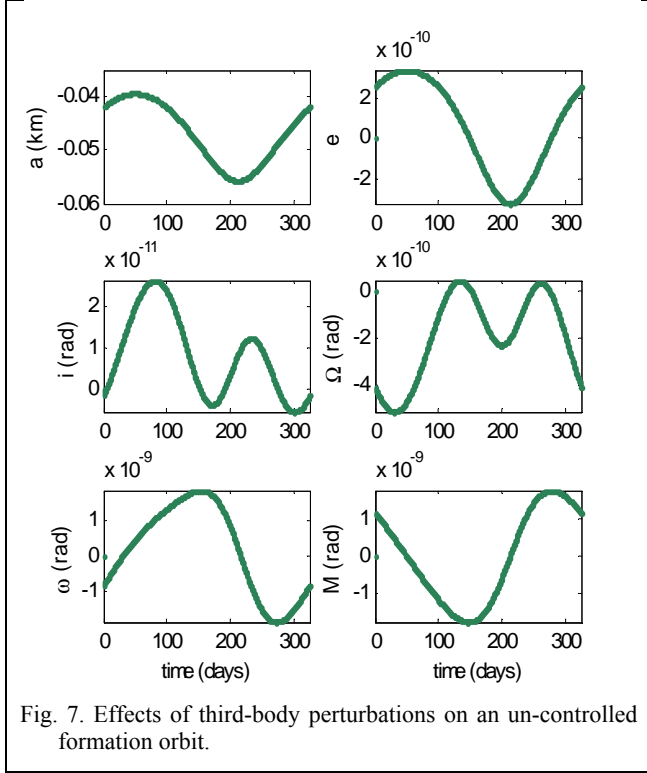 x 10^-10
-0.04
-0.05
-0.06
a (km)
0 100 200 300
2
0
-2
e
0 100 200 300
x 10^-11
2
1
0
i (rad)
0 100 200 300
x 10^-10
0
-2
-4
Ω (rad)
0 100 200 300
x 10^-9
1
0
-1
ω (rad)
0 100 200 300
time (days)
x 10^-9
1
0
-1
M (rad)
0 100 200 300
time (days)
Fig. 7. Effects of third-body perturbations on an un-controlled
formation orbit.